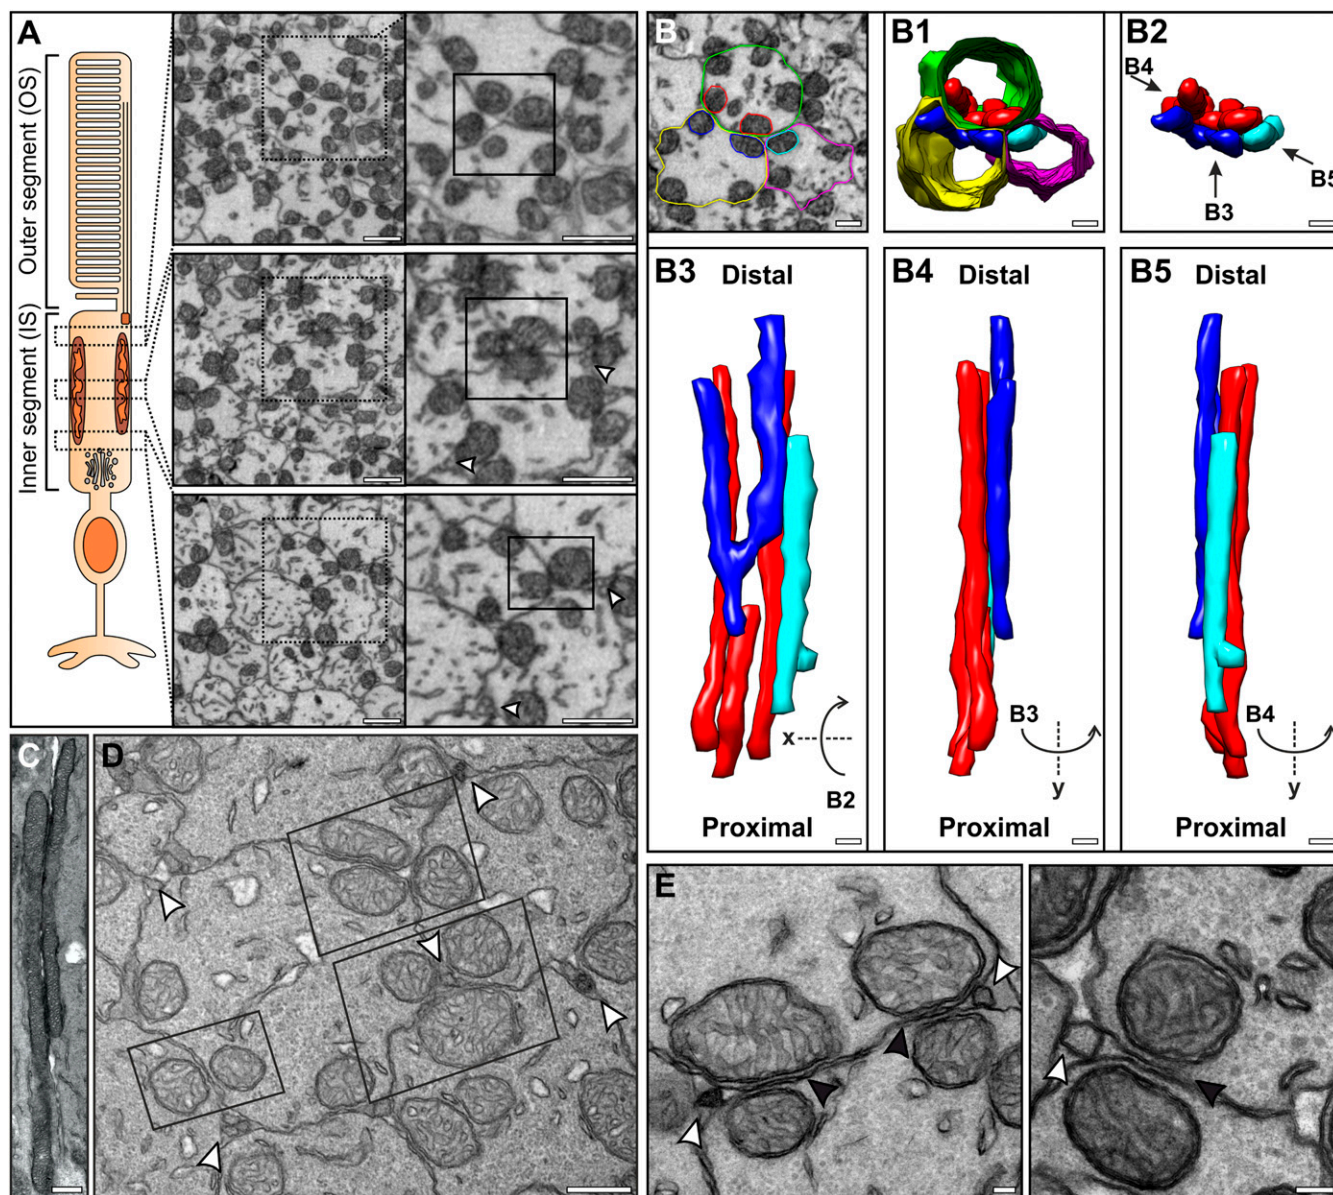 A
Outer segment (OS)
Inner segment (IS)
B
B1
B2
B4
B3
B5
B3
Distal
x
B2
Proximal
B4
Distal
B3
y
Proximal
B5
Distal
B4
y
Proximal
C
D
E